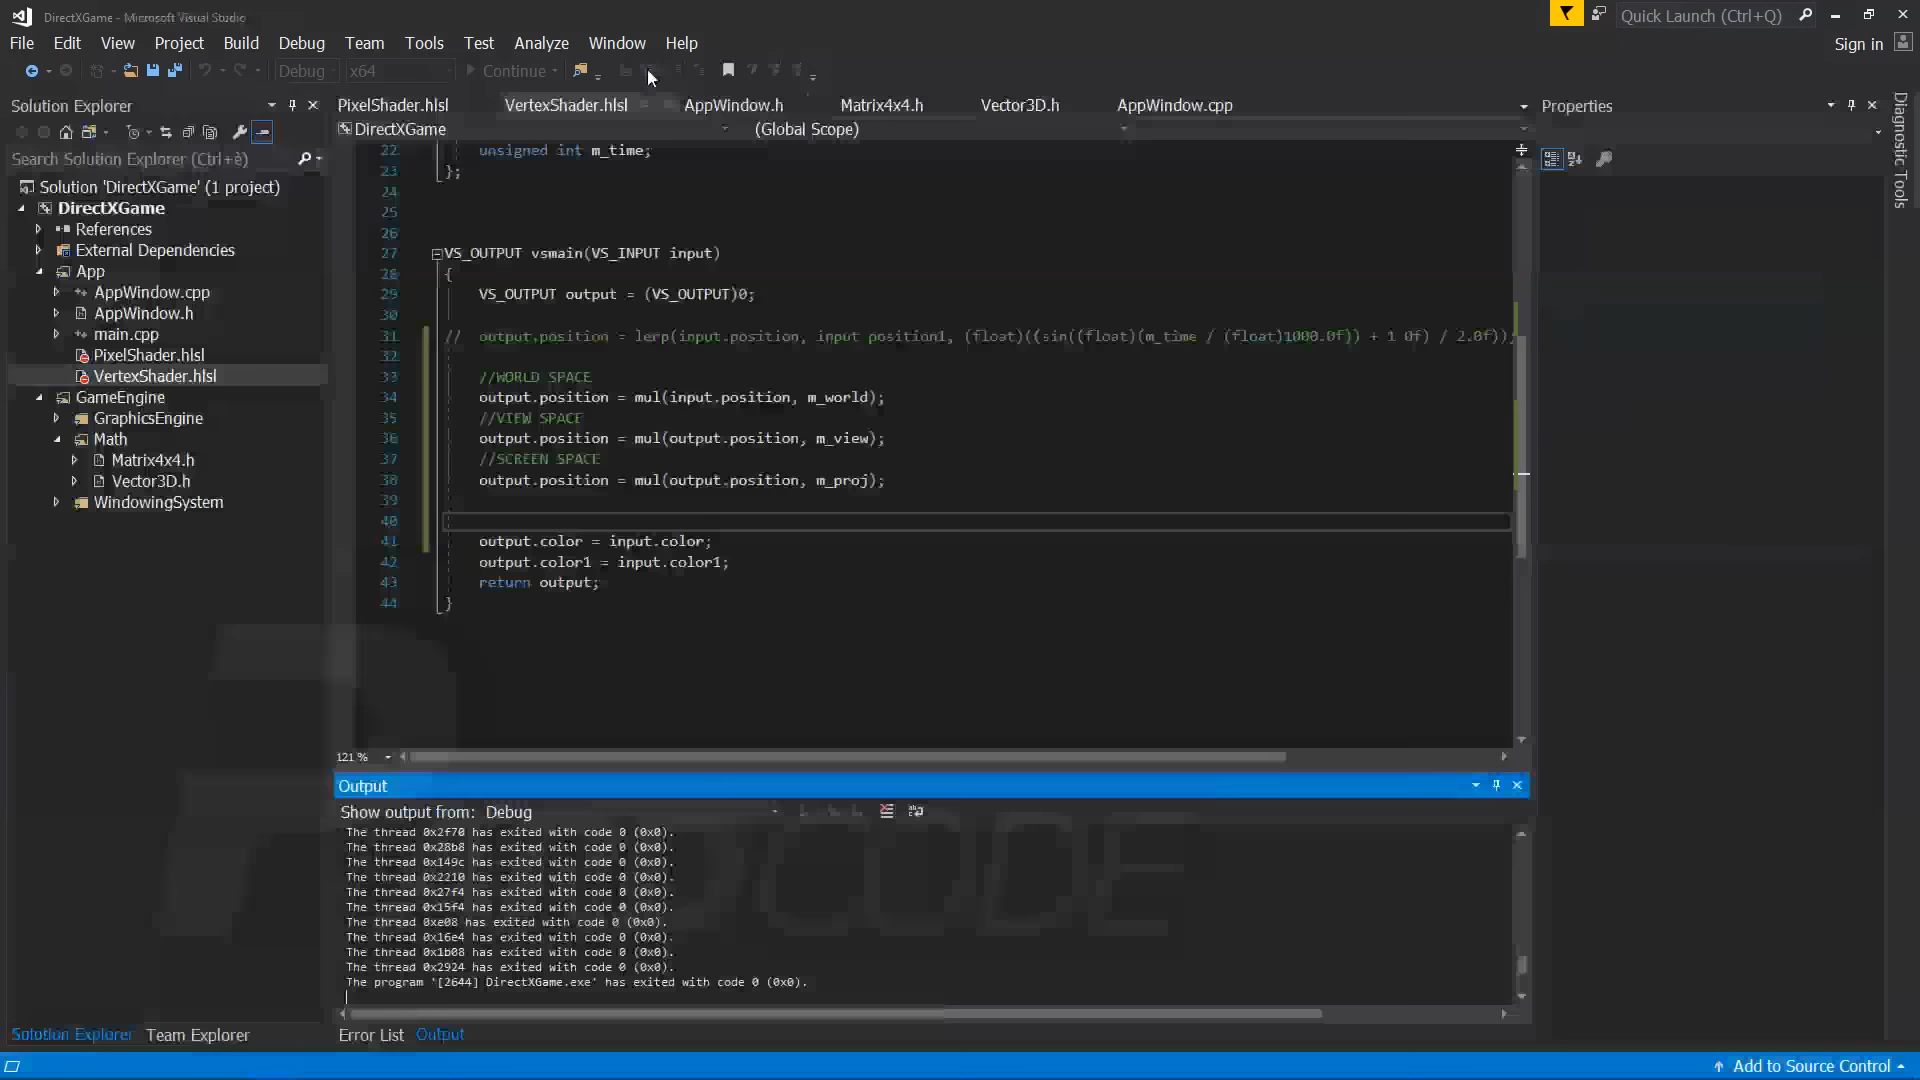 DirectXGame - Microsoft Visual Studio
Quick Launch (Ctrl+Q)
File Edit View Project Build Debug Team Tools Test Analyze Window Help
Sign in
Debug x64 Continue
Solution Explorer
PixelShader.hlsl VertexShader.hlsl AppWindow.h Matrix4x4.h Vector3D.h AppWindow.cpp
Properties
DirectXGame (Global Scope)
Search Solution Explorer (Ctrl+è)
Solution 'DirectXGame' (1 project)
DirectXGame
References
External Dependencies
App
AppWindow.cpp
AppWindow.h
main.cpp
PixelShader.hlsl
VertexShader.hlsl
GameEngine
GraphicsEngine
Math
Matrix4x4.h
Vector3D.h
WindowingSystem
22 unsigned int m_time;
23 };
24
25
26
27 VS_OUTPUT vsmain(VS_INPUT input)
28 {
29 VS_OUTPUT output = (VS_OUTPUT)0;
30
31 // output.position = lerp(input.position, input position1, (float)((sin((float)(m_time / (float)1000.0f)) + 1 0f) / 2.0f));
32
33 //WORLD SPACE
34 output.position = mul(input.position, m_world);
35 //VIEW SPACE
36 output.position = mul(output.position, m_view);
37 //SCREEN SPACE
38 output.position = mul(output.position, m_proj);
39
40
41 output.color = input.color;
42 output.color1 = input.color1;
43 return output;
44 }
121 %
Output
Show output from: Debug
The thread 0x2f70 has exited with code 0 (0x0).
The thread 0x28b8 has exited with code 0 (0x0).
The thread 0x149c has exited with code 0 (0x0).
The thread 0x2210 has exited with code 0 (0x0).
The thread 0x27f4 has exited with code 0 (0x0).
The thread 0x15f4 has exited with code 0 (0x0).
The thread 0xe08 has exited with code 0 (0x0).
The thread 0x16e4 has exited with code 0 (0x0).
The thread 0x1b08 has exited with code 0 (0x0).
The thread 0x2924 has exited with code 0 (0x0).
The program '[2644] DirectXGame.exe' has exited with code 0 (0x0).
Solution Explorer Team Explorer
Error List Output
Add to Source Control
Diagnostic Tools